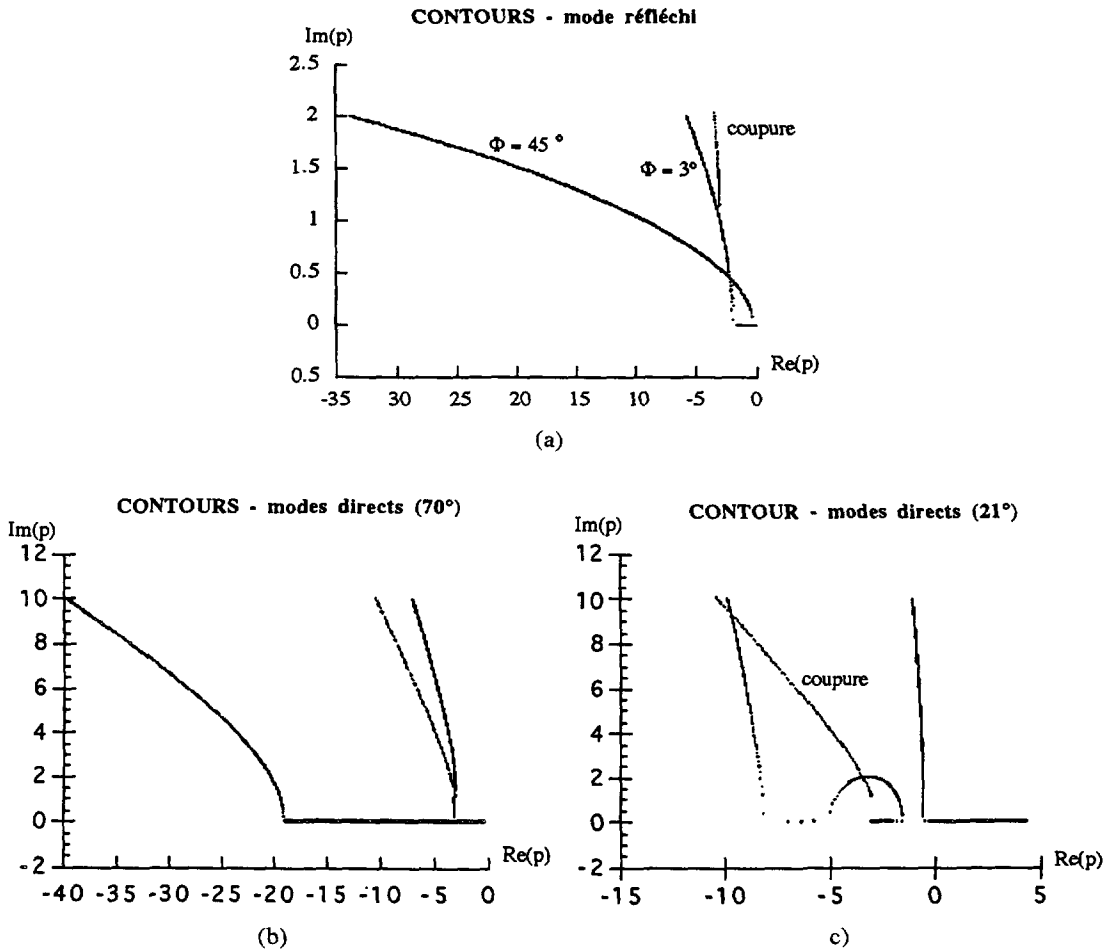 CONTOURS - mode réfléchi
Im(p)
2.5
2
1.5
1
0.5
0
0.5
Φ = 45 °
Φ = 3°
coupure
Re(p)
-35 30 25 20 15 10 -5 0
(a)
CONTOURS - modes directs (70°)
Im(p)
12
10
8
6
4
2
0
-2
Re(p)
-40 -35 -30 -25 -20 -15 -10 -5 0
(b)
CONTOUR - modes directs (21°)
Im(p)
12
10
8
6
4
2
0
-2
coupure
Re(p)
-15 -10 -5 0 5
c)